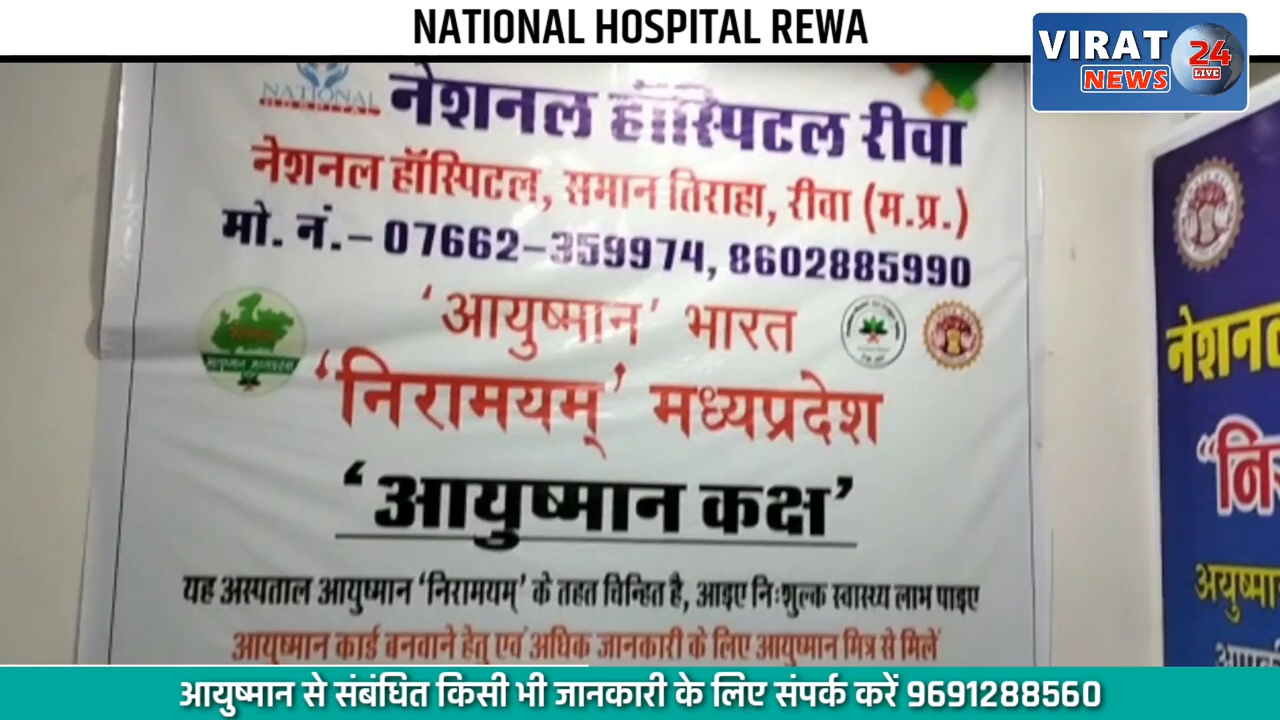 NATIONAL HOSPITAL REWA
VIRAT
24
NEWS
LIVE
NATIONAL
HOSPITAL
नेशनल हॉस्पिटल रीवा
नेशनल हॉस्पिटल, समान तिराहा, रीवा (म.प्र.)
मो. नं.– 07662–359974, 8602885990
‘आयुष्मान’ भारत
‘निरामयम्’ मध्यप्रदेश
‘आयुष्मान कक्ष’
यह अस्पताल आयुष्मान ‘निरामयम्’ के तहत चिन्हित है, आइए निःशुल्क स्वास्थ्य लाभ पाइए
आयुष्मान कार्ड बनवाने हेतु एवं अधिक जानकारी के लिए आयुष्मान मित्र से मिलें
आयुष्मान से संबंधित किसी भी जानकारी के लिए संपर्क करें 9691288560